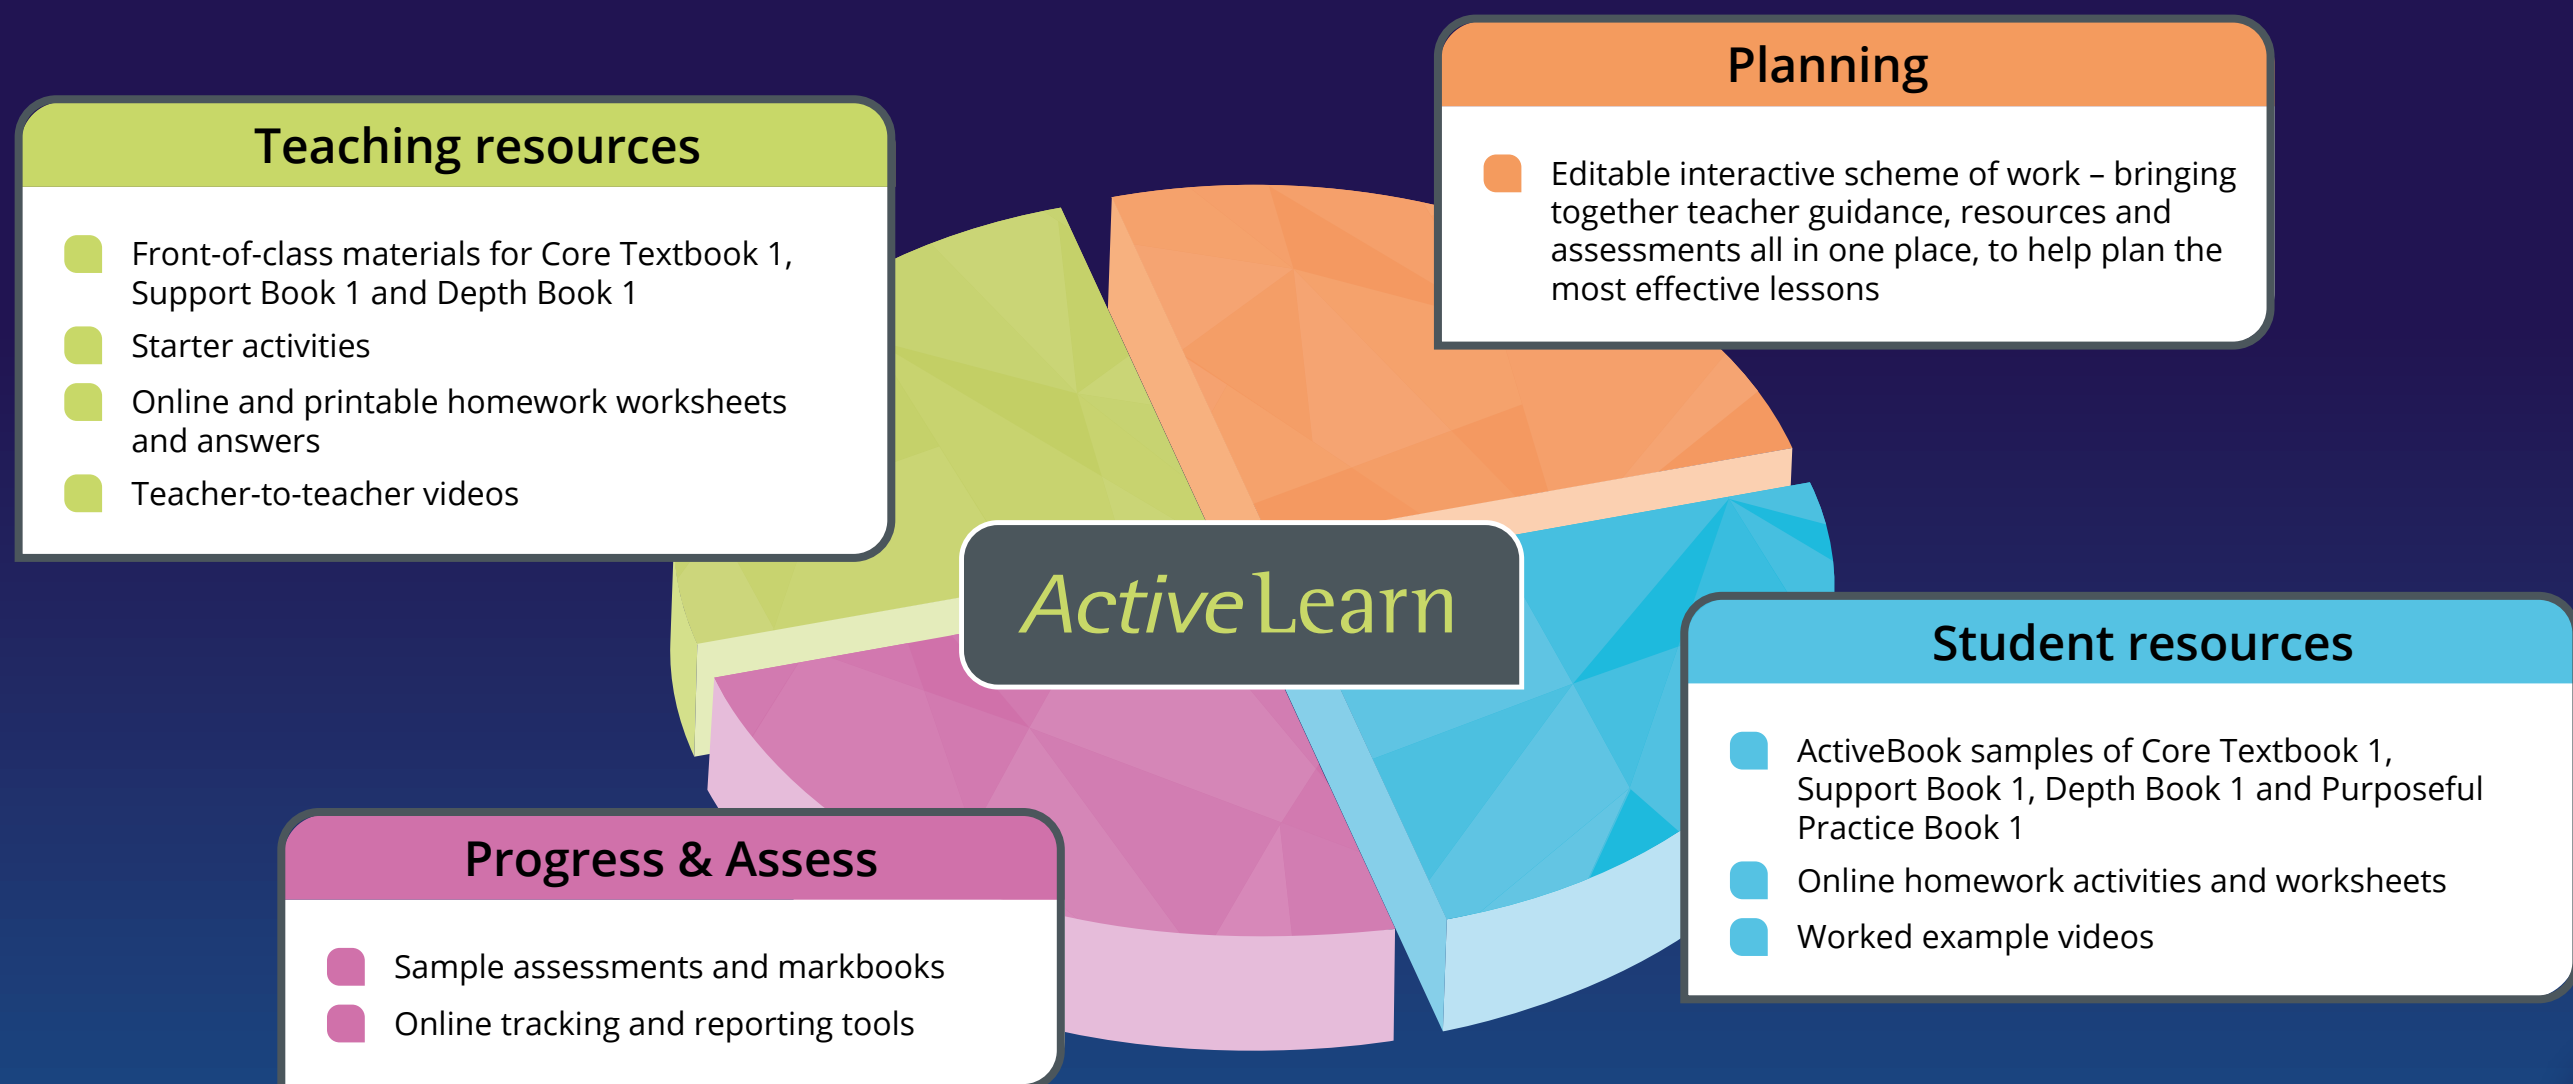 Teaching resources
Front-of-class materials for Core Textbook 1,
Support Book 1 and Depth Book 1
Starter activities
Online and printable homework worksheets
and answers
Teacher-to-teacher videos
Planning
Editable interactive scheme of work – bringing
together teacher guidance, resources and
assessments all in one place, to help plan the
most effective lessons
ActiveLearn
Student resources
ActiveBook samples of Core Textbook 1,
Support Book 1, Depth Book 1 and Purposeful
Practice Book 1
Online homework activities and worksheets
Worked example videos
Progress & Assess
Sample assessments and markbooks
Online tracking and reporting tools